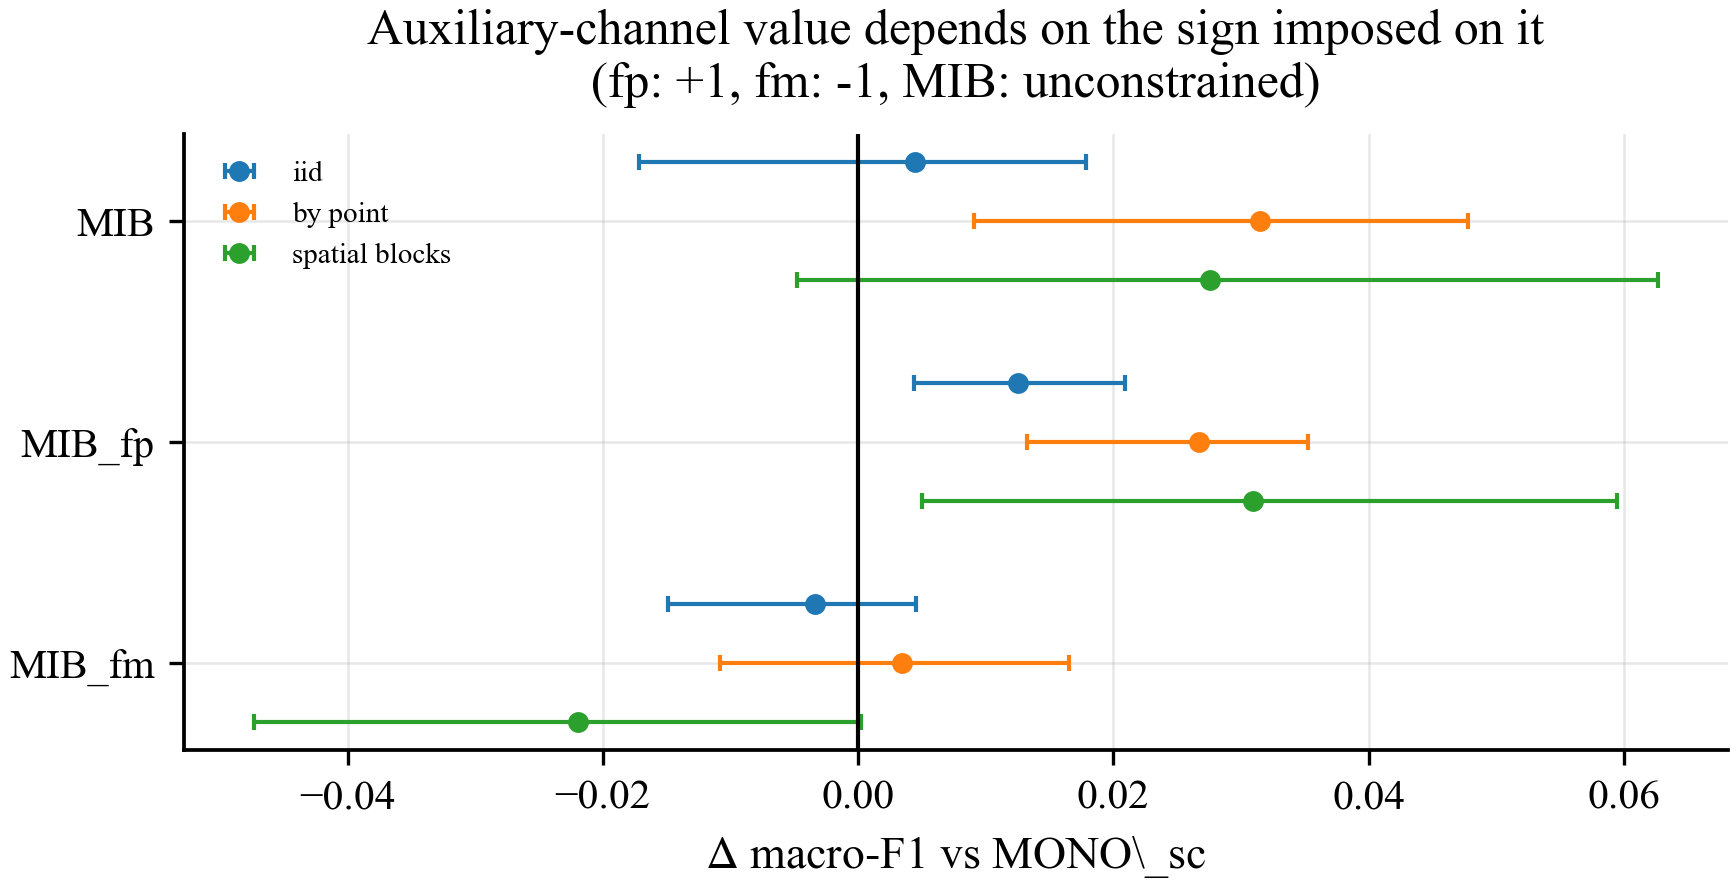 Auxiliary-channel value depends on the sign imposed on it
(fp: +1, fm: -1, MIB: unconstrained)
iid
by point
spatial blocks
MIB
MIB_fp
MIB_fm
−0.04 −0.02 0.00 0.02 0.04 0.06
Δ macro-F1 vs MONO\_sc